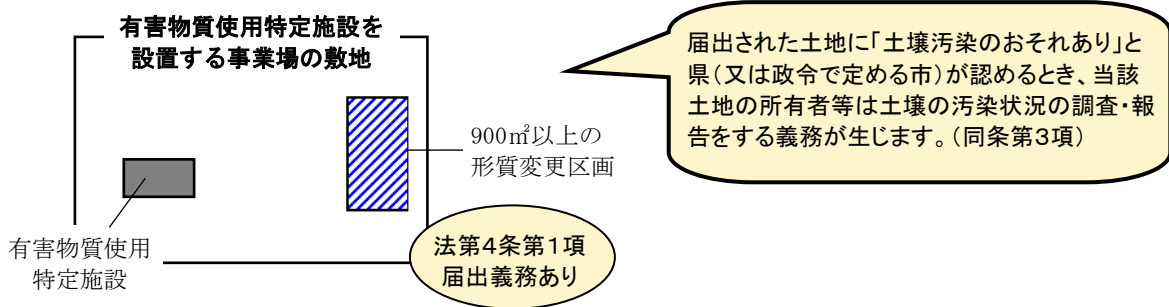 有害物質使用特定施設を
設置する事業場の敷地
900㎡以上の
形質変更区画
有害物質使用
特定施設
法第4条第1項
届出義務あり
届出された土地に「土壌汚染のおそれあり」と
県(又は政令で定める市)が認めるとき、当該
土地の所有者等は土壌の汚染状況の調査・報
告をする義務が生じます。(同条第3項)